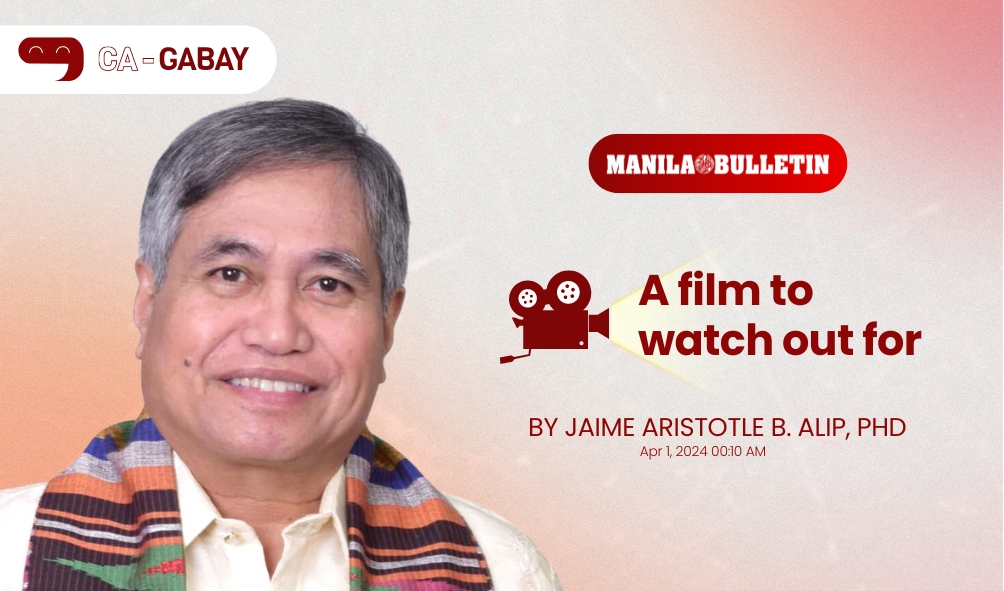 CA-GABAY
MANILA BULLETIN
A film to
watch out for
BY JAIME ARISTOTLE B. ALIP, PHD
Apr 1, 2024 00:10 AM